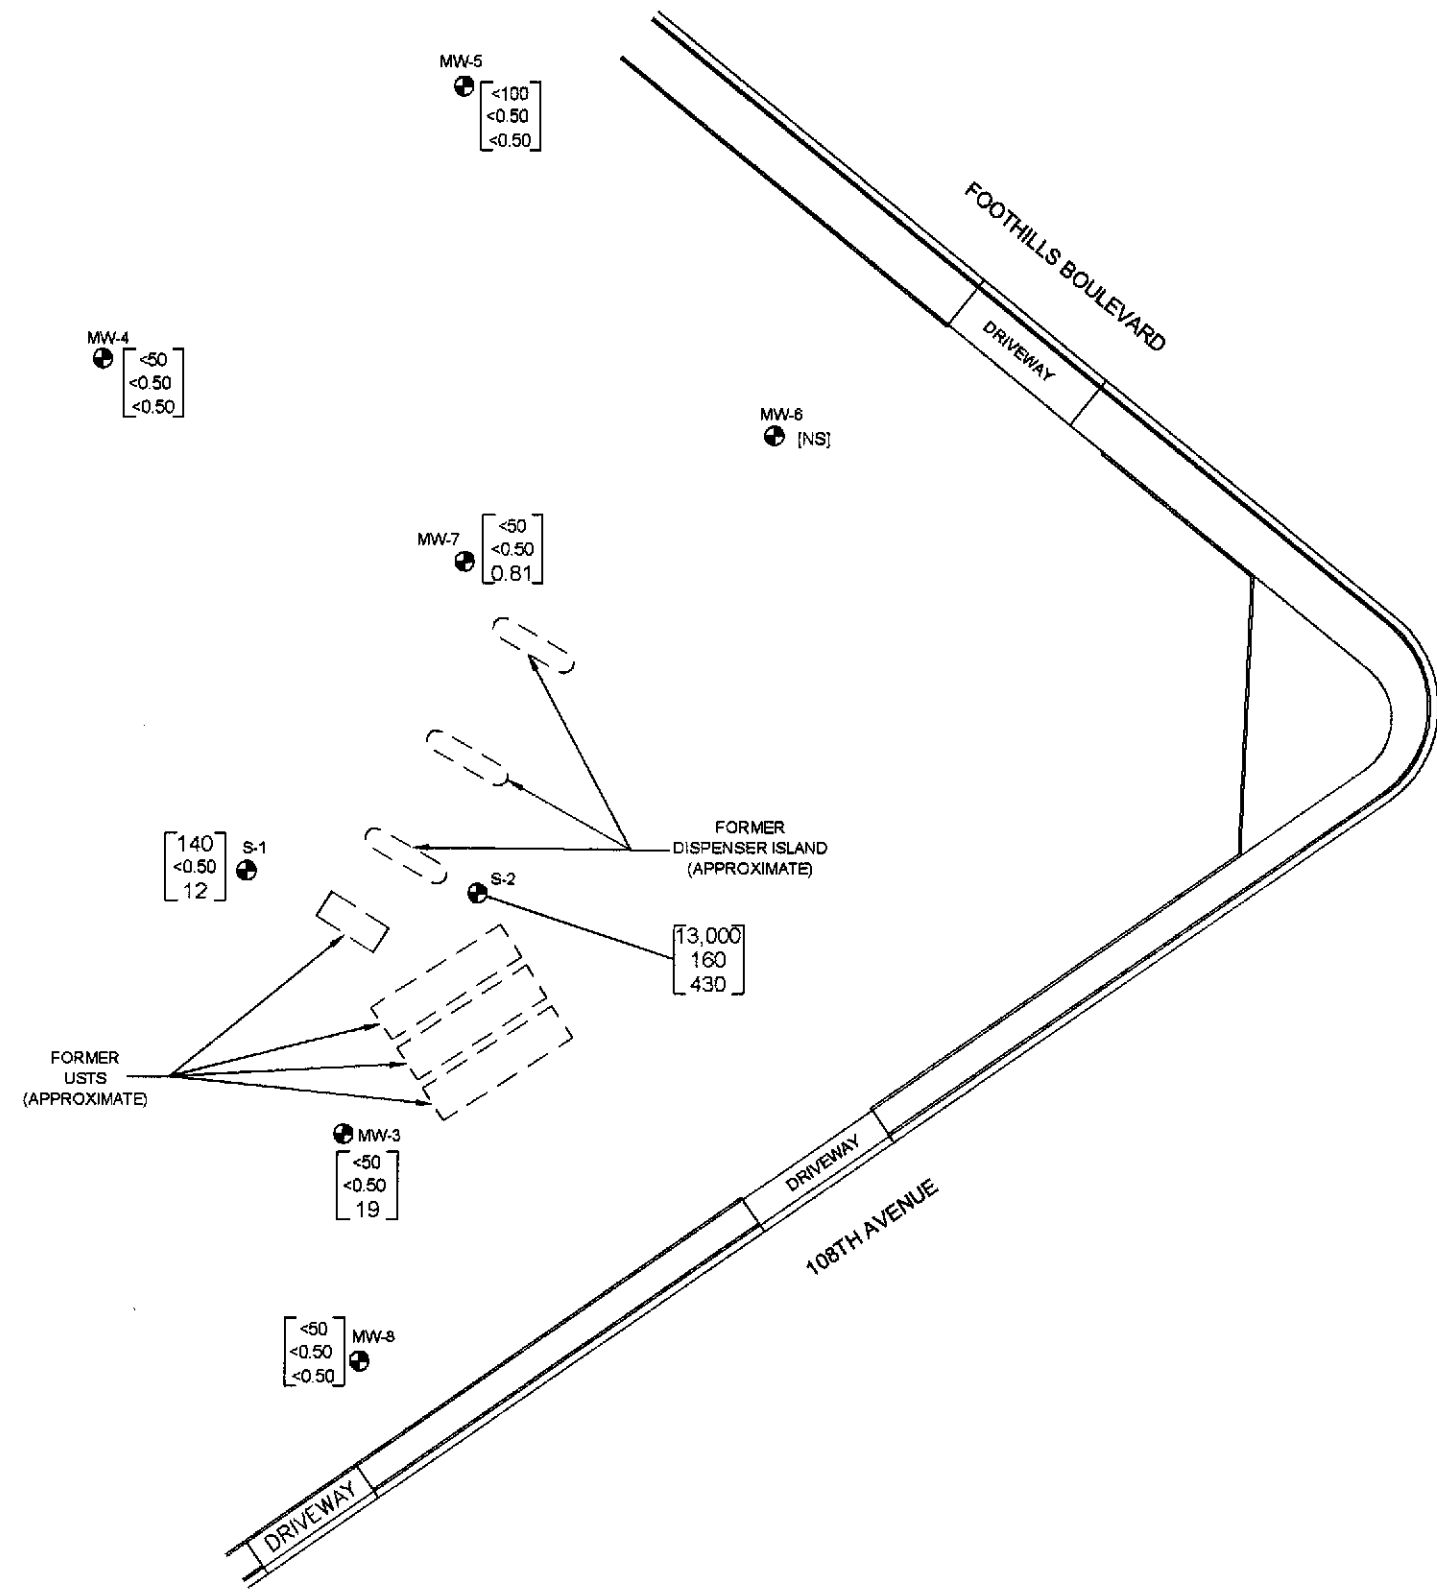 MW-5
<100
<0.50
<0.50
FOOTHILLS BOULEVARD
DRIVEWAY
MW-4
<50
<0.50
<0.50
MW-6
[NS]
MW-7
<50
<0.50
0.81
FORMER
DISPENSER ISLAND
(APPROXIMATE)
140
<0.50
12
S-1
S-2
13,000
160
430
FORMER
USTS
(APPROXIMATE)
MW-3
<50
<0.50
19
DRIVEWAY
108TH AVENUE
<50
<0.50
<0.50
MW-8
DRIVEWAY